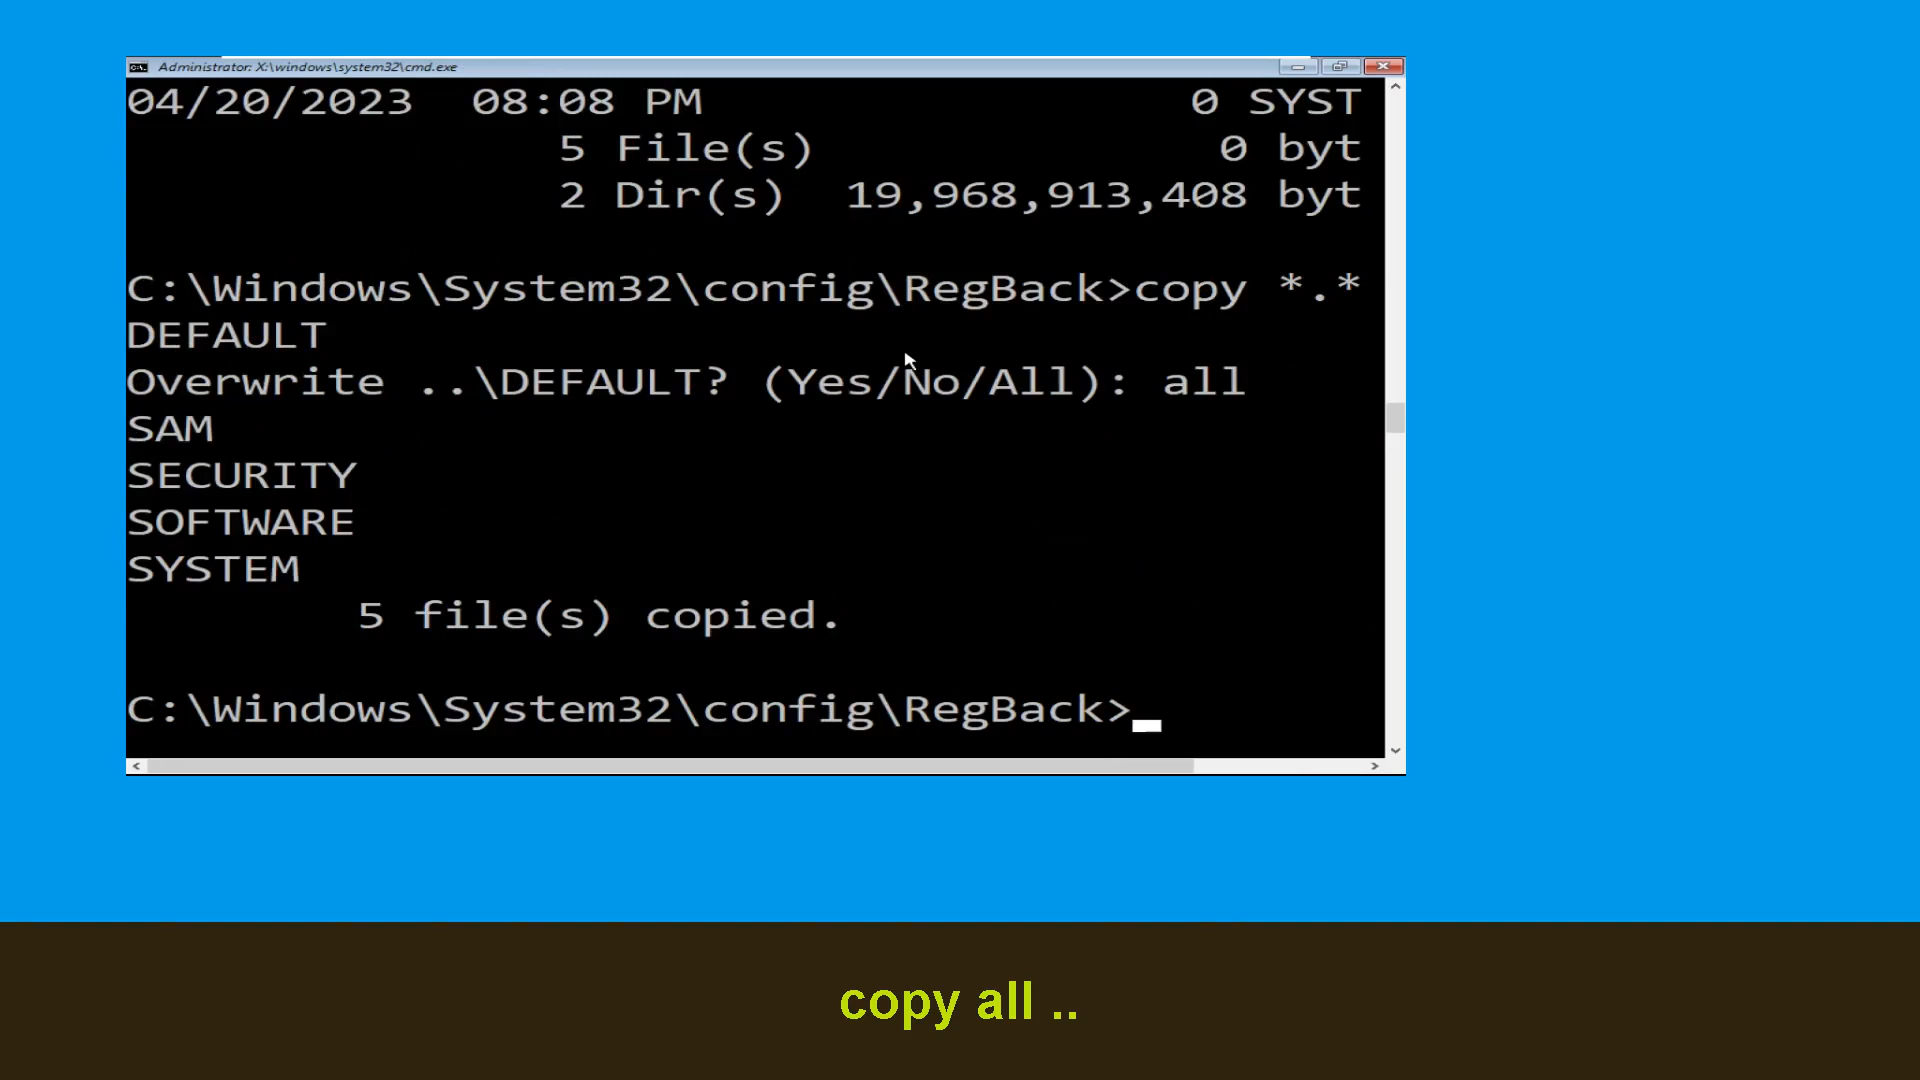 Administrator: X:\windows\system32\cmd.exe
04/20/2023 08:08 PM 0 SYST
5 File(s) 0 byt
2 Dir(s) 19,968,913,408 byt
C:\Windows\System32\config\RegBack>copy *.*
DEFAULT
Overwrite ..\DEFAULT? (Yes/No/All): all
SAM
SECURITY
SOFTWARE
SYSTEM
5 file(s) copied.
C:\Windows\System32\config\RegBack>
copy all ..